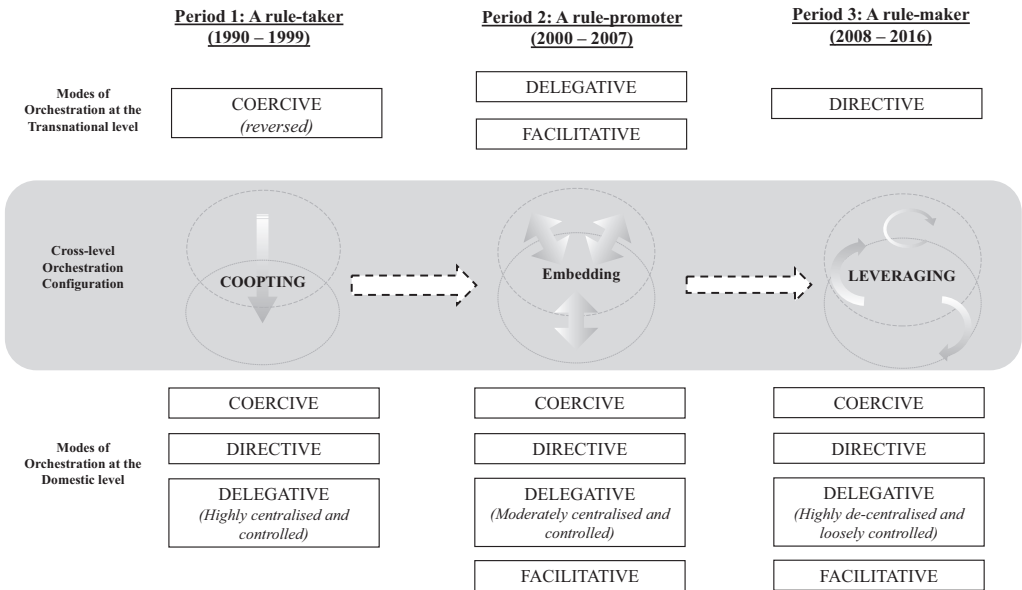 Period 1: A rule-taker
(1990 – 1999)
Period 2: A rule-promoter
(2000 – 2007)
Period 3: A rule-maker
(2008 – 2016)
Modes of
Orchestration at the
Transnational level
COERCIVE
(reversed)
DELEGATIVE
FACILITATIVE
DIRECTIVE
Cross-level
Orchestration
Configuration
COOPTING
Embedding
LEVERAGING
Modes of
Orchestration at the
Domestic level
COERCIVE
DIRECTIVE
DELEGATIVE
(Highly centralised and
controlled)
COERCIVE
DIRECTIVE
DELEGATIVE
(Moderately centralised and
controlled)
FACILITATIVE
COERCIVE
DIRECTIVE
DELEGATIVE
(Highly de-centralised and
loosely controlled)
FACILITATIVE